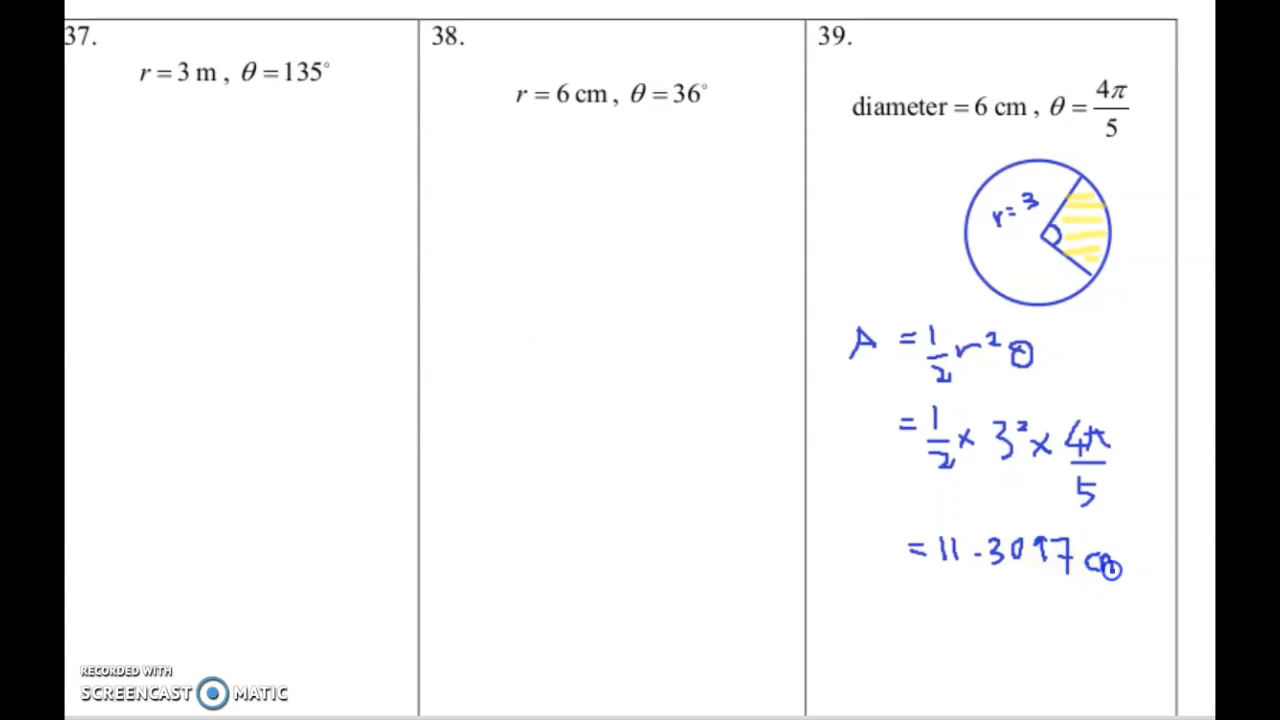 37.
r = 3 m , θ = 135°
38.
r = 6 cm , θ = 36°
39.
diameter = 6 cm , θ = 4π/5
r = 3
A = 1/2 r² θ
= 1/2 × 3² × 4π/5
= 11.3097 cm
RECORDED WITH
SCREENCAST MATIC